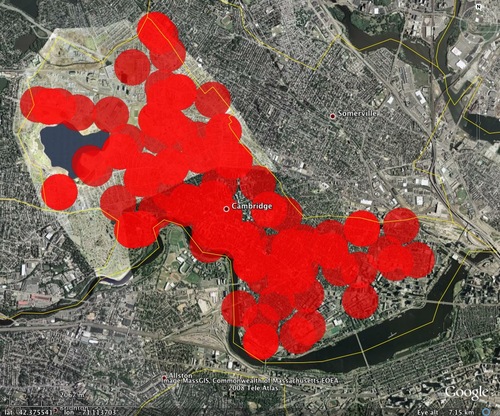 Somerville
Cambridge
Allston
Image MassGIS, Commonwealth of Massachusetts EOEA
© 2008 Tele Atlas
Google
lat 42.375541° lon -71.113703°
Eye alt 7.15 km